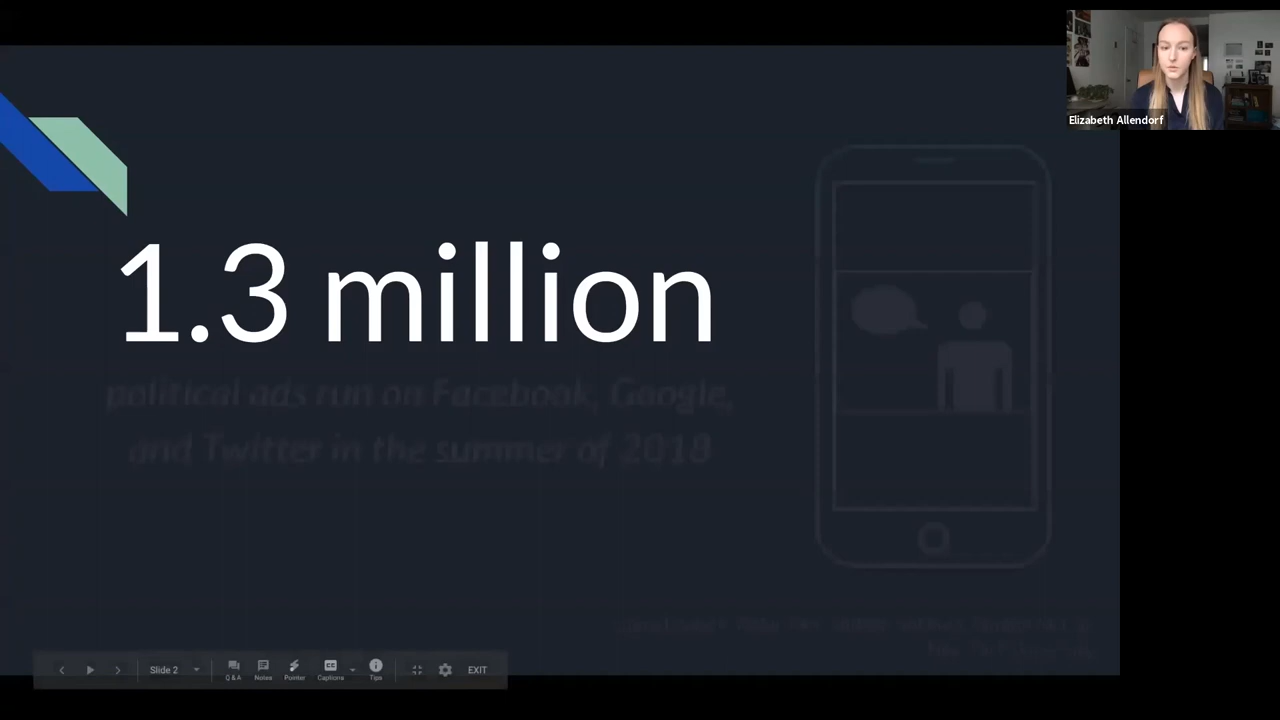 Elizabeth Allendorf
1.3 million
political ads run on Facebook, Google,
and Twitter in the summer of 2018
Slide 2
Q & A
Notes
Pointer
Captions
Tips
EXIT